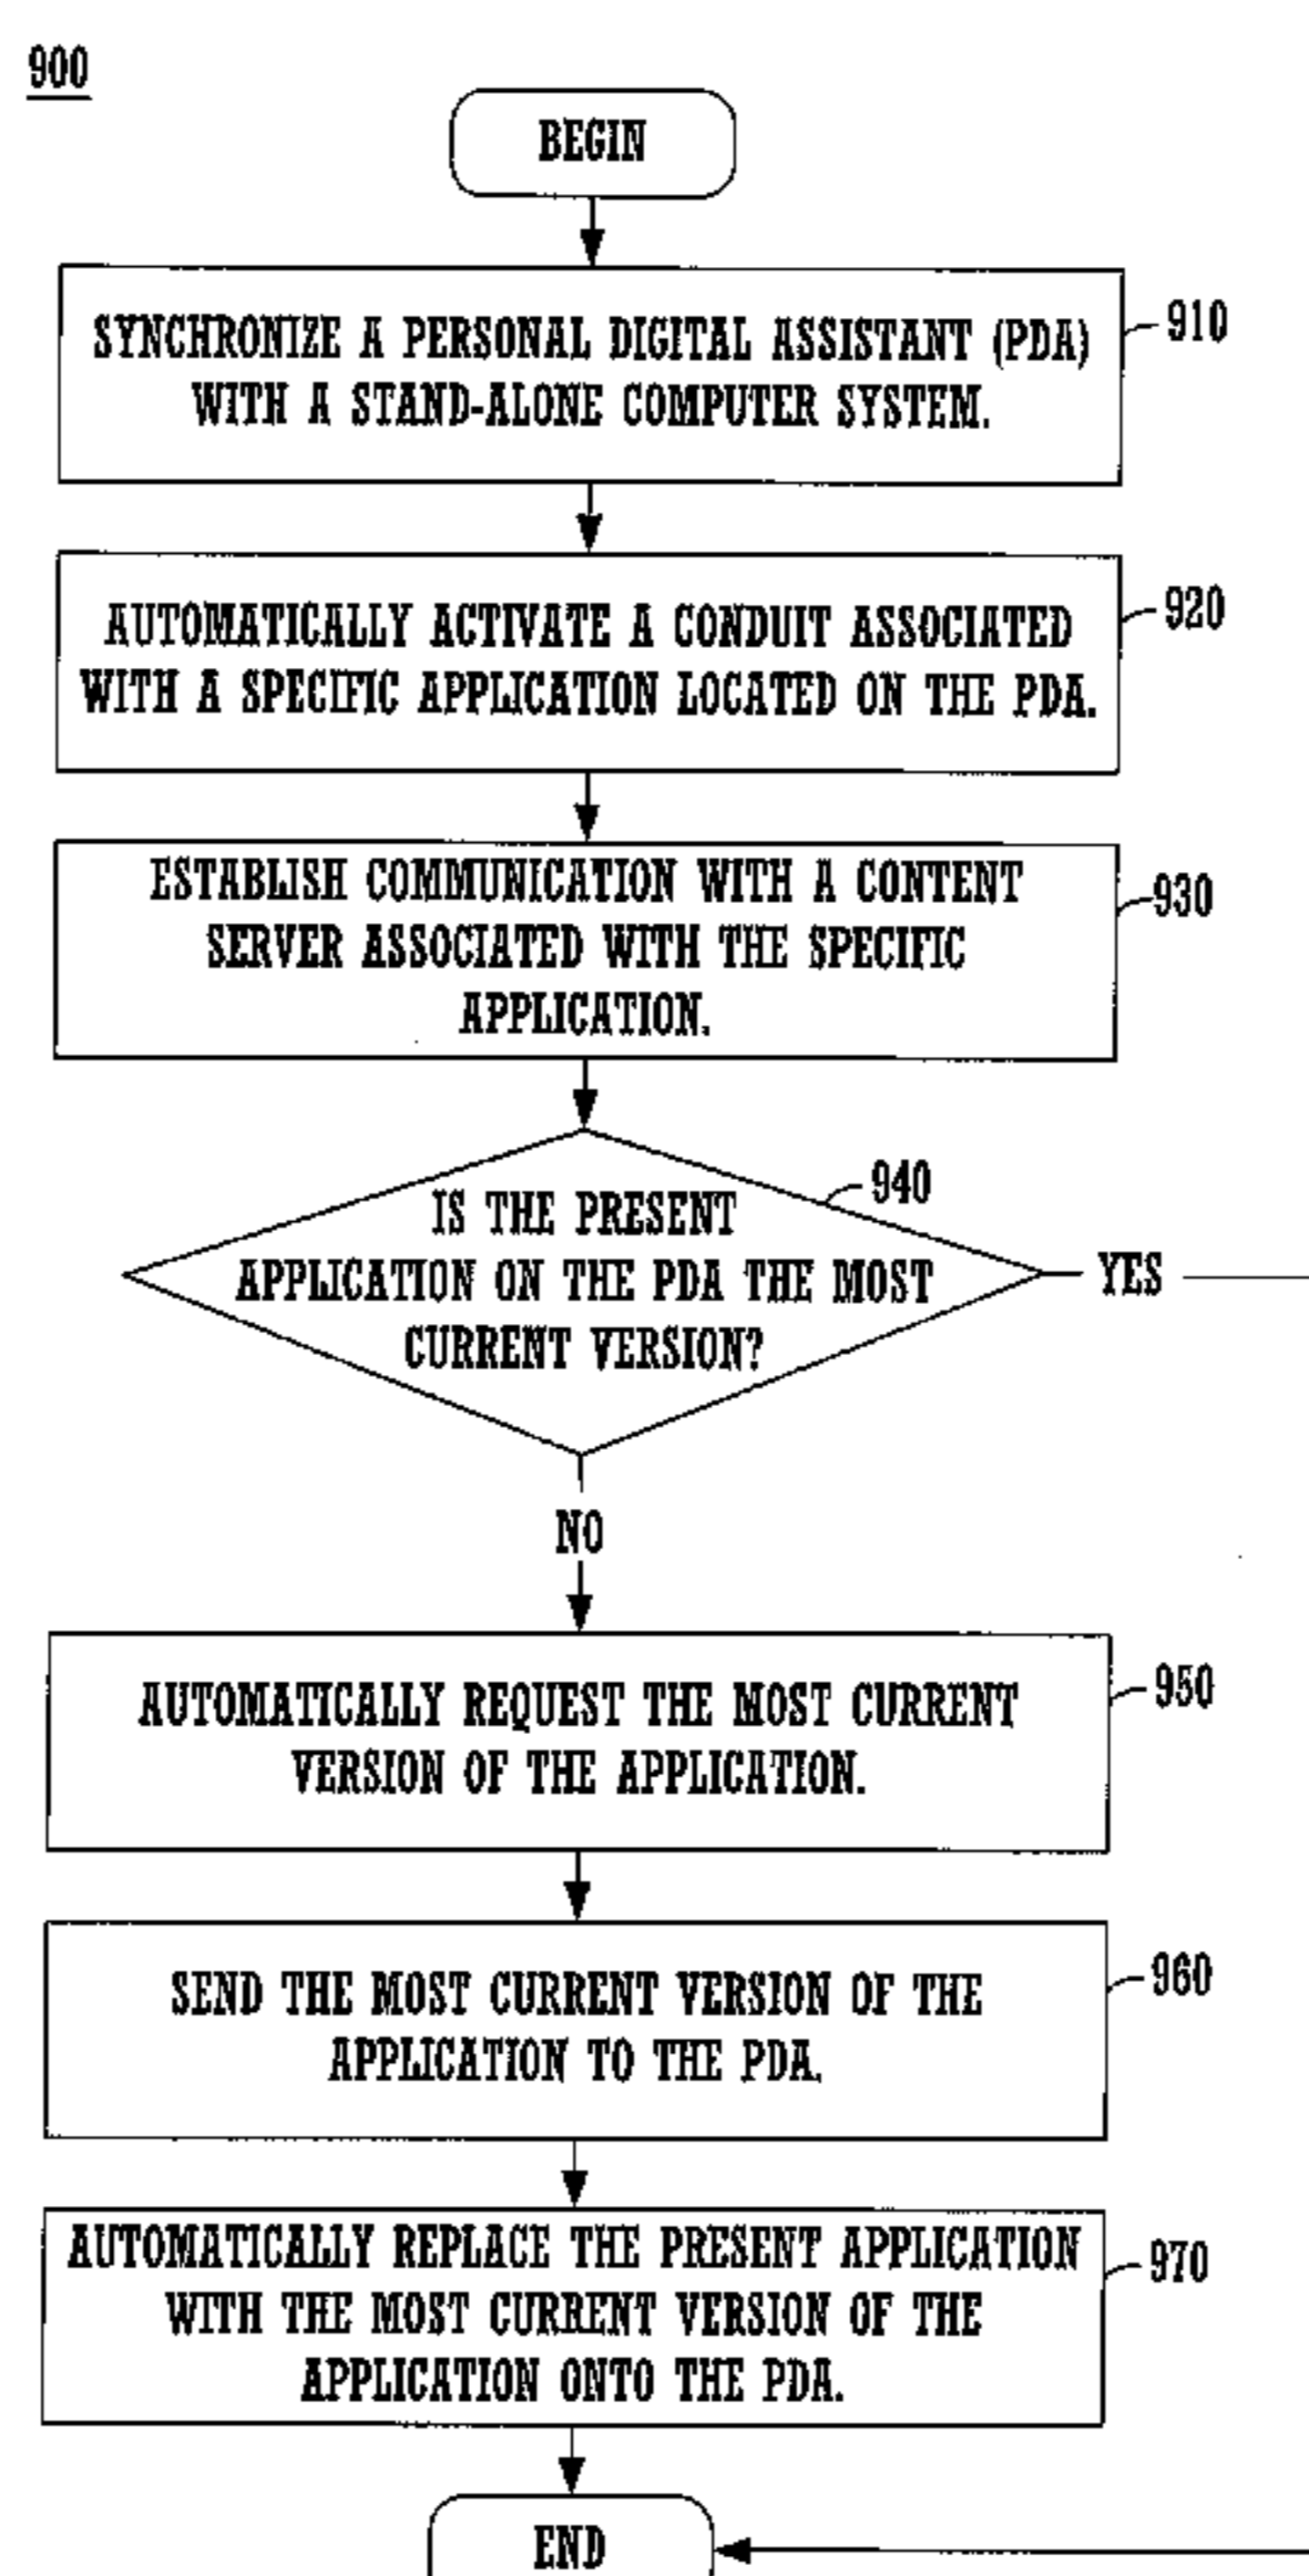 900
BEGIN
SYNCHRONIZE A PERSONAL DIGITAL ASSISTANT (PDA)
WITH A STAND-ALONE COMPUTER SYSTEM.
910
AUTOMATICALLY ACTIVATE A CONDUIT ASSOCIATED
WITH A SPECIFIC APPLICATION LOCATED ON THE PDA.
920
ESTABLISH COMMUNICATION WITH A CONTENT
SERVER ASSOCIATED WITH THE SPECIFIC
APPLICATION.
930
IS THE PRESENT
APPLICATION ON THE PDA THE MOST
CURRENT VERSION?
940
YES
NO
AUTOMATICALLY REQUEST THE MOST CURRENT
VERSION OF THE APPLICATION.
950
SEND THE MOST CURRENT VERSION OF THE
APPLICATION TO THE PDA.
960
AUTOMATICALLY REPLACE THE PRESENT APPLICATION
WITH THE MOST CURRENT VERSION OF THE
APPLICATION ONTO THE PDA.
970
END